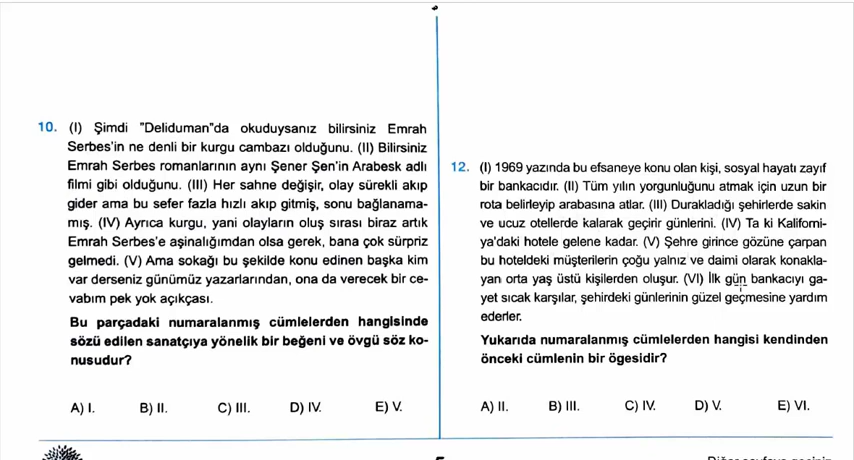 10. (I) Şimdi "Deliduman"da okuduysanız bilirsiniz Emrah
Serbes'in ne denli bir kurgu cambazı olduğunu. (II) Bilirsiniz
Emrah Serbes romanlarının aynı Şener Şen'in Arabesk adlı
filmi gibi olduğunu. (III) Her sahne değişir, olay sürekli akıp
gider ama bu sefer fazla hızlı akıp gitmiş, sonu bağlanama-
mış. (IV) Ayrıca kurgu, yani olayların oluş sırası biraz artık
Emrah Serbes'e aşinalığımdan olsa gerek, bana çok sürpriz
gelmedi. (V) Ama sokağı bu şekilde konu edinen başka kim
var derseniz günümüz yazarlarından, ona da verecek bir ce-
vabım pek yok açıkçası.
Bu parçadaki numaralanmış cümlelerden hangisinde
sözü edilen sanatçıya yönelik bir beğeni ve övgü söz ko-
nusudur?
A) I. B) II. C) III. D) IV. E) V.
12. (I) 1969 yazında bu efsaneye konu olan kişi, sosyal hayatı zayıf
bir bankacıdır. (II) Tüm yılın yorgunluğunu atmak için uzun bir
rota belirleyip arabasına atlar. (III) Durakladığı şehirlerde sakin
ve ucuz otellerde kalarak geçirir günlerini. (IV) Ta ki Kaliforni-
ya'daki hotele gelene kadar. (V) Şehre girince gözüne çarpan
bu hoteldeki müşterilerin çoğu yalnız ve daimi olarak konakla-
yan orta yaş üstü kişilerden oluşur. (VI) İlk gün bankacıyı ga-
yet sıcak karşılar, şehirdeki günlerinin güzel geçmesine yardım
ederler.
Yukarıda numaralanmış cümlelerden hangisi kendinden
önceki cümlenin bir ögesidir?
A) II. B) III. C) IV. D) V. E) VI.